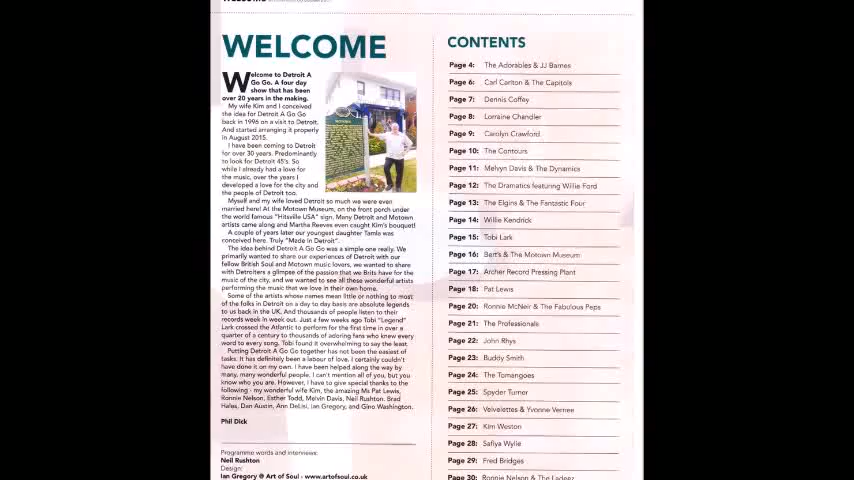 WELCOME
Welcome to Detroit A
Go Go. A four day
show that has been
over 20 years in the making.
My wife Kim and I conceived
the idea for Detroit A Go Go
back in 1996 on a visit to Detroit.
And started arranging it properly
in August 2015.
I have been coming to Detroit
for over 30 years. Predominantly
to look for Detroit 45's. So
while I already had a love for
the music, over the years I
developed a love for the city and
the people of Detroit too.
Myself and my wife loved Detroit so much we were even
married here! At the Motown Museum, on the front porch under
the world famous "Hitsville USA" sign. Many Detroit and Motown
artists came along and Martha Reeves even caught Kim's bouquet!
A couple of years later our youngest daughter Tamla was
conceived here. Truly "Made In Detroit".
The idea behind Detroit A Go Go was a simple one really. We
primarily wanted to share our experiences of Detroit with our
fellow British Soul and Motown music lovers, we wanted to share
with Detroiters a glimpse of the passion that we Brits have for the
music of the city, and we wanted to see all these wonderful artists
performing the music that we love in their own home.
Some of the artists whose names mean little or nothing to most
of the folks in Detroit on a day to day basis are absolute legends
to us back in the UK. And thousands of people listen to their
records week in week out. Just a few weeks ago Tobi "Legend"
Lark crossed the Atlantic to perform for the first time in over a
quarter of a century to thousands of adoring fans who knew every
word to every song. Tobi found it overwhelming to say the least.
Putting Detroit A Go Go together has not been the easiest of
tasks. It has definitely been a labour of love. I certainly couldn't
have done it on my own. I have been helped along the way by
many, many wonderful people. I can't mention all of you, but you
know who you are. However, I have to give special thanks to the
following - my wonderful wife Kim, the amazing Ms Pat Lewis,
Ronnie Nelson, Esther Todd, Melvin Davis, Neil Rushton, Brad
Hales, Dan Austin, Ann DeLisi, Ian Gregory, and Gino Washington.
Phil Dick
Programme words and interviews:
Neil Rushton
Design:
Ian Gregory @ Art of Soul - www.artofsoul.co.uk
CONTENTS
Page 4: The Adorables & JJ Barnes
Page 6: Carl Carlton & The Capitols
Page 7: Dennis Coffey
Page 8: Lorraine Chandler
Page 9: Carolyn Crawford
Page 10: The Contours
Page 11: Melvyn Davis & The Dynamics
Page 12: The Dramatics featuring Willie Ford
Page 13: The Elgins & The Fantastic Four
Page 14: Willie Kendrick
Page 15: Tobi Lark
Page 16: Bert's & The Motown Museum
Page 17: Archer Record Pressing Plant
Page 18: Pat Lewis
Page 20: Ronnie McNeir & The Fabulous Peps
Page 21: The Professionals
Page 22: John Rhys
Page 23: Buddy Smith
Page 24: The Tomangoes
Page 25: Spyder Turner
Page 26: Velvelettes & Yvonne Vernee
Page 27: Kim Weston
Page 28: Safiya Wylie
Page 29: Fred Bridges
Page 30: Ronnie Nelson & The Ladeez